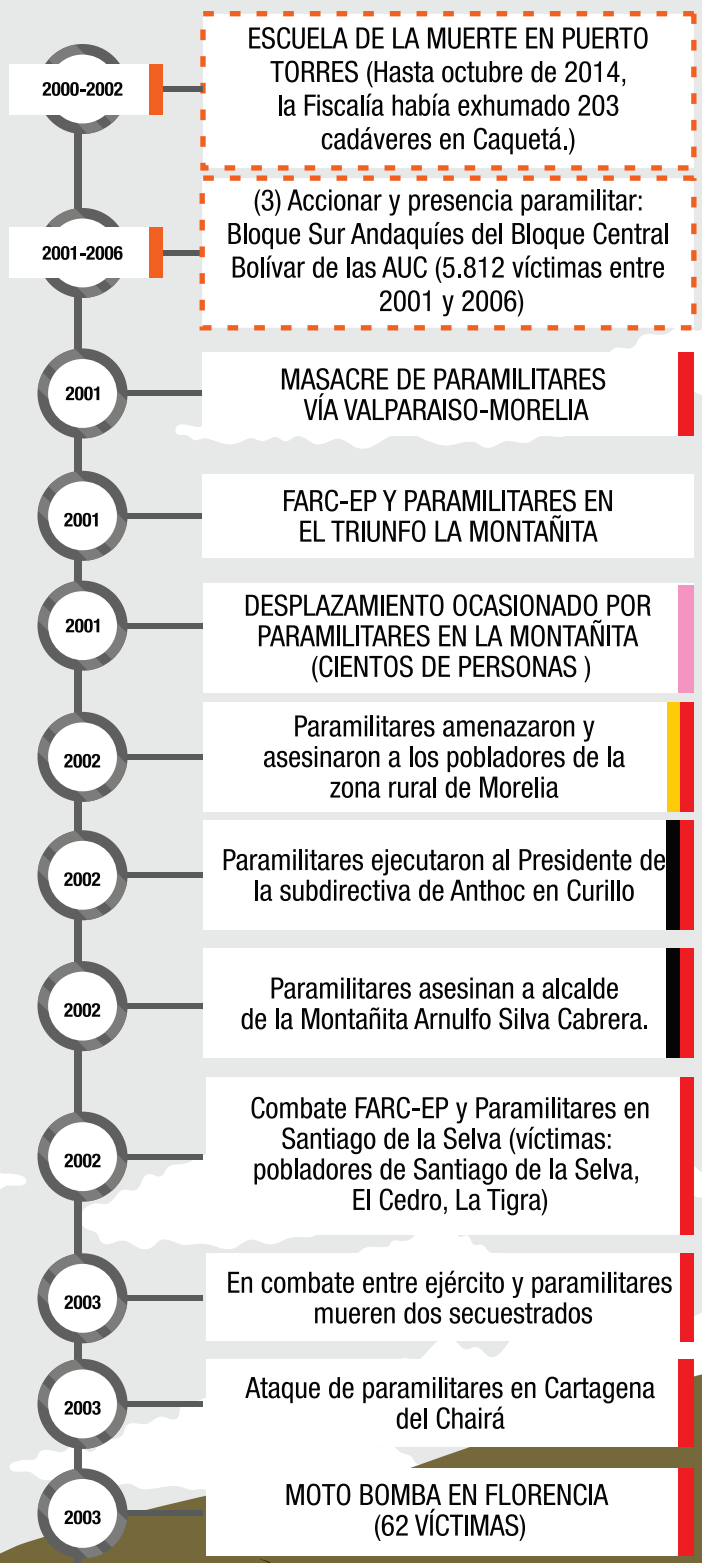 2000-2002
ESCUELA DE LA MUERTE EN PUERTO
TORRES (Hasta octubre de 2014,
la Fiscalía había exhumado 203
cadáveres en Caquetá.)
2001-2006
(3) Accionar y presencia paramilitar:
Bloque Sur Andaquíes del Bloque Central
Bolívar de las AUC (5.812 víctimas entre
2001 y 2006)
2001
MASACRE DE PARAMILITARES
VÍA VALPARAISO-MORELIA
2001
FARC-EP Y PARAMILITARES EN
EL TRIUNFO LA MONTAÑITA
2001
DESPLAZAMIENTO OCASIONADO POR
PARAMILITARES EN LA MONTAÑITA
(CIENTOS DE PERSONAS )
2002
Paramilitares amenazaron y
asesinaron a los pobladores de la
zona rural de Morelia
2002
Paramilitares ejecutaron al Presidente de
la subdirectiva de Anthoc en Curillo
2002
Paramilitares asesinan a alcalde
de la Montañita Arnulfo Silva Cabrera.
2002
Combate FARC-EP y Paramilitares en
Santiago de la Selva (víctimas:
pobladores de Santiago de la Selva,
El Cedro, La Tigra)
2003
En combate entre ejército y paramilitares
mueren dos secuestrados
2003
Ataque de paramilitares en Cartagena
del Chairá
2003
MOTO BOMBA EN FLORENCIA
(62 VÍCTIMAS)